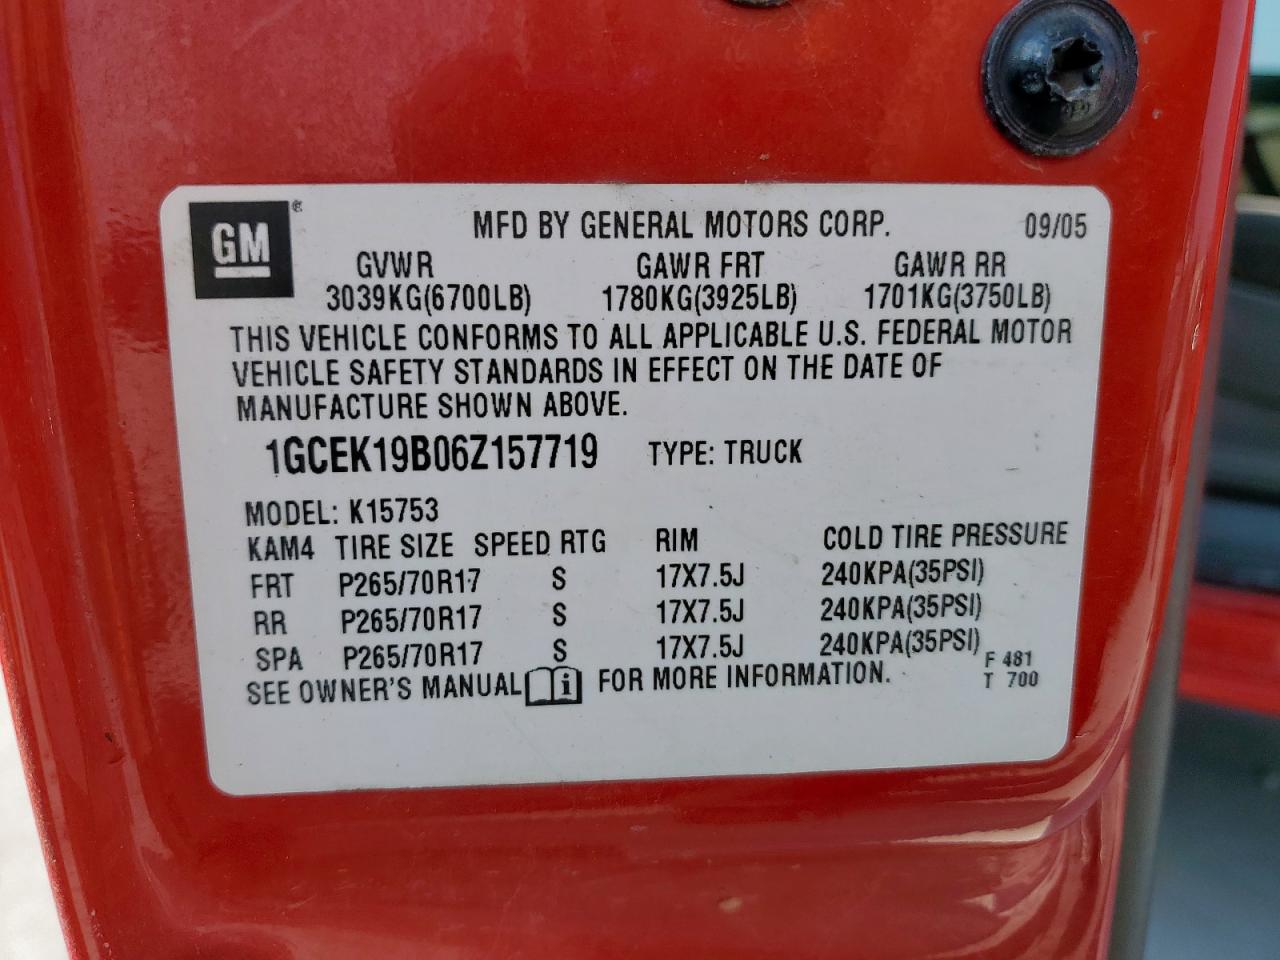 GM ®
MFD BY GENERAL MOTORS CORP. 09/05
GVWR GAWR FRT GAWR RR
3039KG(6700LB) 1780KG(3925LB) 1701KG(3750LB)
THIS VEHICLE CONFORMS TO ALL APPLICABLE U.S. FEDERAL MOTOR
VEHICLE SAFETY STANDARDS IN EFFECT ON THE DATE OF
MANUFACTURE SHOWN ABOVE.
1GCEK19B06Z157719 TYPE: TRUCK
MODEL: K15753
KAM4 TIRE SIZE SPEED RTG RIM COLD TIRE PRESSURE
FRT P265/70R17 S 17X7.5J 240KPA(35PSI)
RR P265/70R17 S 17X7.5J 240KPA(35PSI)
SPA P265/70R17 S 17X7.5J 240KPA(35PSI)
SEE OWNER'S MANUAL i FOR MORE INFORMATION.
F 481
T 700